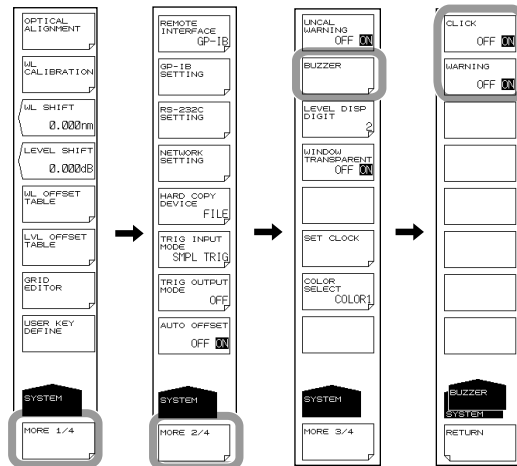 OPTICAL
ALIGNMENT
WL
CALIBRATION
WL SHIFT
0.000nm
LEVEL SHIFT
0.000dB
WL OFFSET
TABLE
LVL OFFSET
TABLE
GRID
EDITOR
USER KEY
DEFINE
SYSTEM
MORE 1/4
REMOTE
INTERFACE
GP-IB
GP-IB
SETTING
RS-232C
SETTING
NETWORK
SETTING
HARD COPY
DEVICE
FILE
TRIG INPUT
MODE
SMPL TRIG
TRIG OUTPUT
MODE
OFF
AUTO OFFSET
OFF ON
SYSTEM
MORE 2/4
UNCAL
WARNING
OFF ON
BUZZER
LEVEL DISP
DIGIT
2
WINDOW
TRANSPARENT
OFF ON
SET CLOCK
COLOR
SELECT
COLOR1
SYSTEM
MORE 3/4
CLICK
OFF ON
WARNING
OFF ON
BUZZER
SYSTEM
RETURN